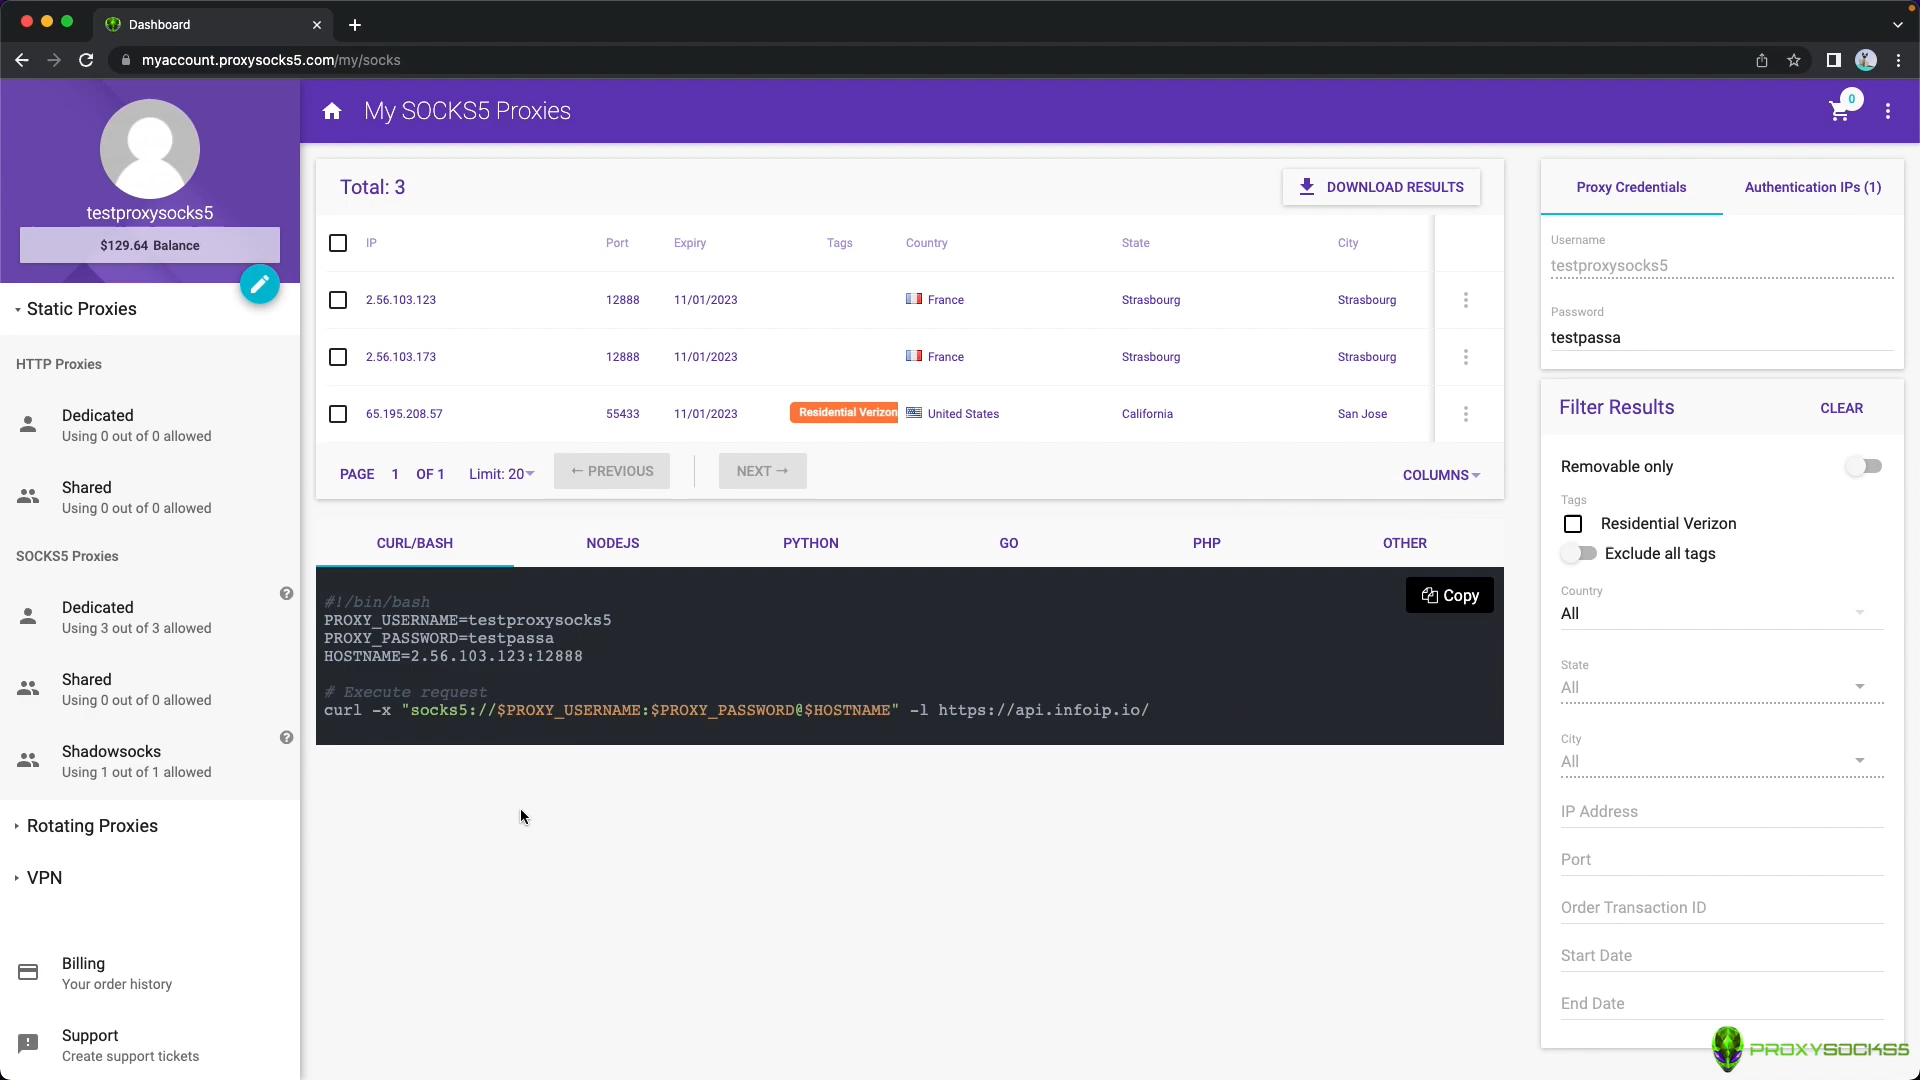 Dashboard
myaccount.proxysocks5.com/my/socks
testproxysocks5
$129.64 Balance
Static Proxies
HTTP Proxies
Dedicated
Using 0 out of 0 allowed
Shared
Using 0 out of 0 allowed
SOCKS5 Proxies
Dedicated
Using 3 out of 3 allowed
Shared
Using 0 out of 0 allowed
Shadowsocks
Using 1 out of 1 allowed
Rotating Proxies
VPN
Billing
Your order history
Support
Create support tickets
My SOCKS5 Proxies
0
Total: 3
DOWNLOAD RESULTS
IP Port Expiry Tags Country State City
2.56.103.123 12888 11/01/2023 France Strasbourg Strasbourg
2.56.103.173 12888 11/01/2023 France Strasbourg Strasbourg
65.195.208.57 55433 11/01/2023 Residential Verizon United States California San Jose
PAGE 1 OF 1 Limit: 20 ← PREVIOUS NEXT → COLUMNS
CURL/BASH NODEJS PYTHON GO PHP OTHER
Copy
#!/bin/bash
PROXY_USERNAME=testproxysocks5
PROXY_PASSWORD=testpassa
HOSTNAME=2.56.103.123:12888
# Execute request
curl -x "socks5://$PROXY_USERNAME:$PROXY_PASSWORD@$HOSTNAME" -l https://api.infoip.io/
Proxy Credentials Authentication IPs (1)
Username
testproxysocks5
Password
testpassa
Filter Results CLEAR
Removable only
Tags
Residential Verizon
Exclude all tags
Country
All
State
All
City
All
IP Address
Port
Order Transaction ID
Start Date
End Date
PROXYSOCKS5